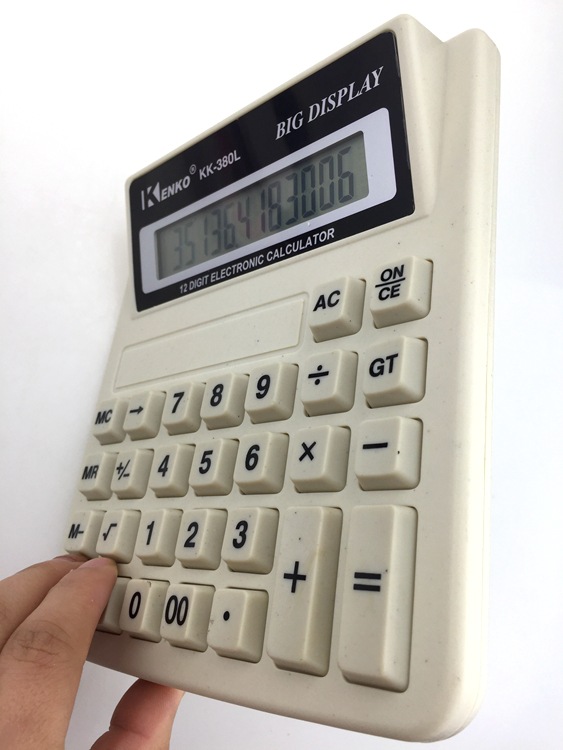 KENKO® KK-380L BIG DISPLAY
351364183006
12 DIGIT ELECTRONIC CALCULATOR
AC ON/CE
MC → 7 8 9 ÷ GT
MR +/- 4 5 6 × −
M− √ 1 2 3 + =
0 00 •